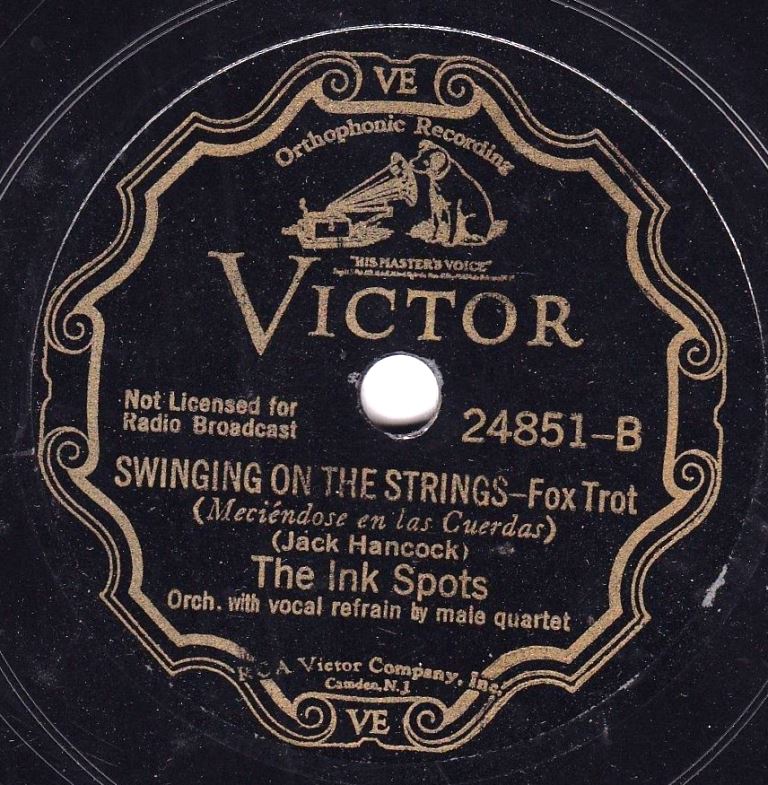 VE
Orthophonic Recording
"HIS MASTER'S VOICE"
VICTOR
Not Licensed for
Radio Broadcast
24851-B
SWINGING ON THE STRINGS-Fox Trot
(Meciéndose en las Cuerdas)
(Jack Hancock)
The Ink Spots
Orch. with vocal refrain by male quartet
RCA Victor Company, Inc.
Camden, N.J.
VE